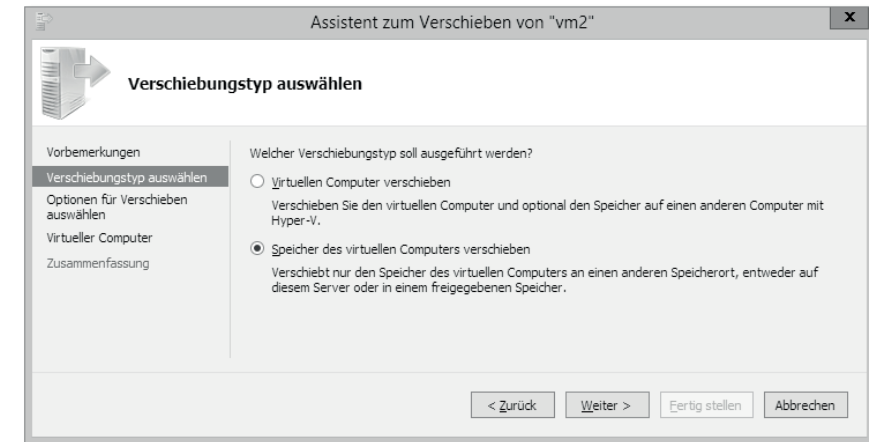 Assistent zum Verschieben von "vm2"
x
Verschiebungstyp auswählen
Vorbemerkungen
Verschiebungstyp auswählen
Optionen für Verschieben
auswählen
Virtueller Computer
Zusammenfassung
Welcher Verschiebungstyp soll ausgeführt werden?
Virtuellen Computer verschieben
Verschieben Sie den virtuellen Computer und optional den Speicher auf einen anderen Computer mit
Hyper-V.
Speicher des virtuellen Computers verschieben
Verschiebt nur den Speicher des virtuellen Computers an einen anderen Speicherort, entweder auf
diesem Server oder in einem freigegebenen Speicher.
< Zurück
Weiter >
Fertig stellen
Abbrechen